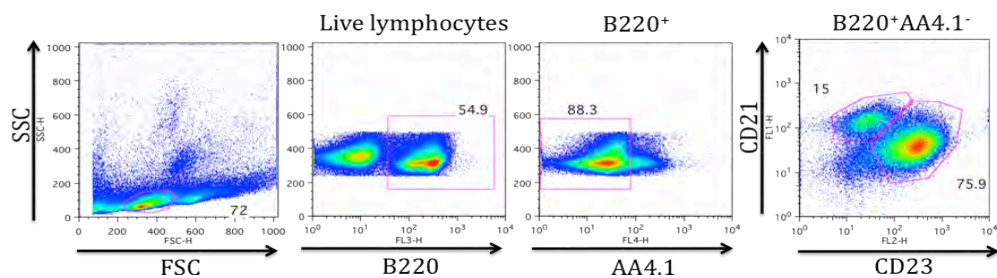 Live lymphocytes
B220⁺
B220⁺AA4.1⁻
SSC
SSC-H
1000
800
600
400
200
0
72
0 200 400 600 800 1000
FSC-H
FSC
1000
800
600
400
200
0
54.9
10⁰ 10¹ 10² 10³ 10⁴
FL3-H
B220
1000
800
600
400
200
0
88.3
10⁰ 10¹ 10² 10³ 10⁴
FL4-H
AA4.1
CD21
FL1-H
10⁴
10³
10²
10¹
10⁰
15
75.9
10⁰ 10¹ 10² 10³ 10⁴
FL2-H
CD23